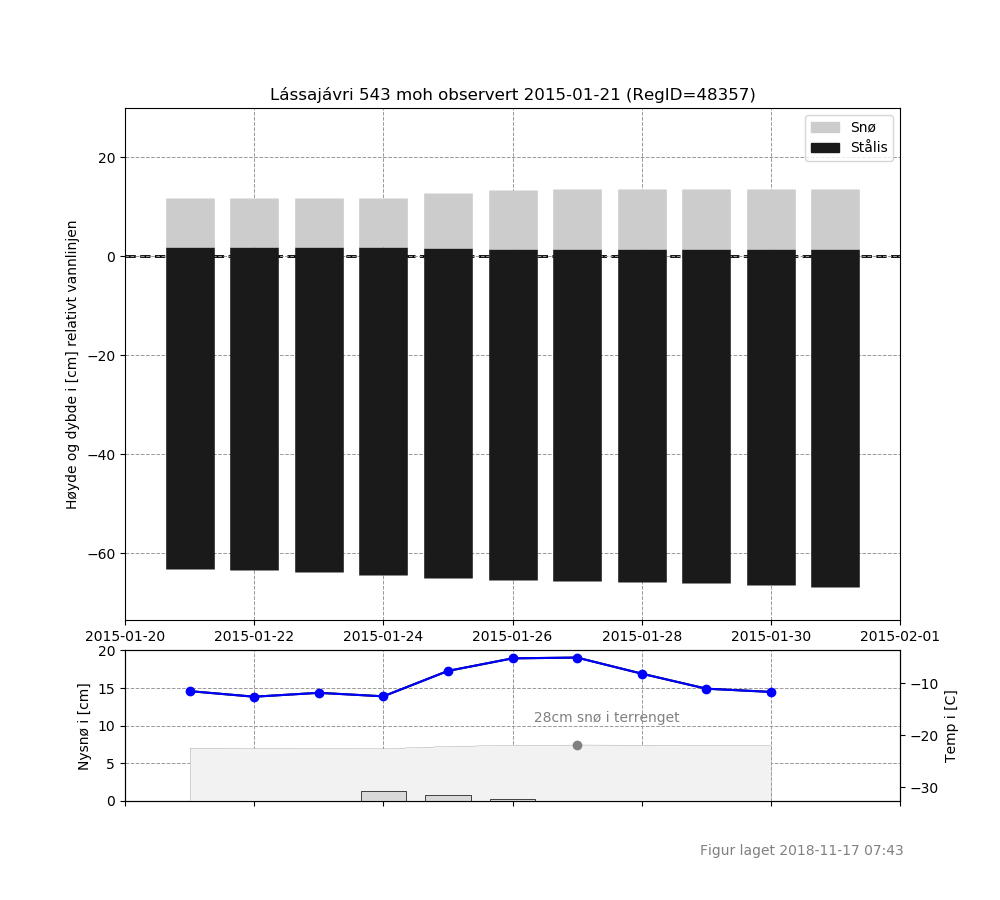 Lássajávri 543 moh observert 2015-01-21 (RegID=48357)
Snø
Stålis
Høyde og dybde i [cm] relativt vannlinjen
20
0
−20
−40
−60
2015-01-20 2015-01-22 2015-01-24 2015-01-26 2015-01-28 2015-01-30 2015-02-01
Nysnø i [cm]
20
15
10
5
0
28cm snø i terrenget
−10
−20
−30
Temp i [C]
Figur laget 2018-11-17 07:43